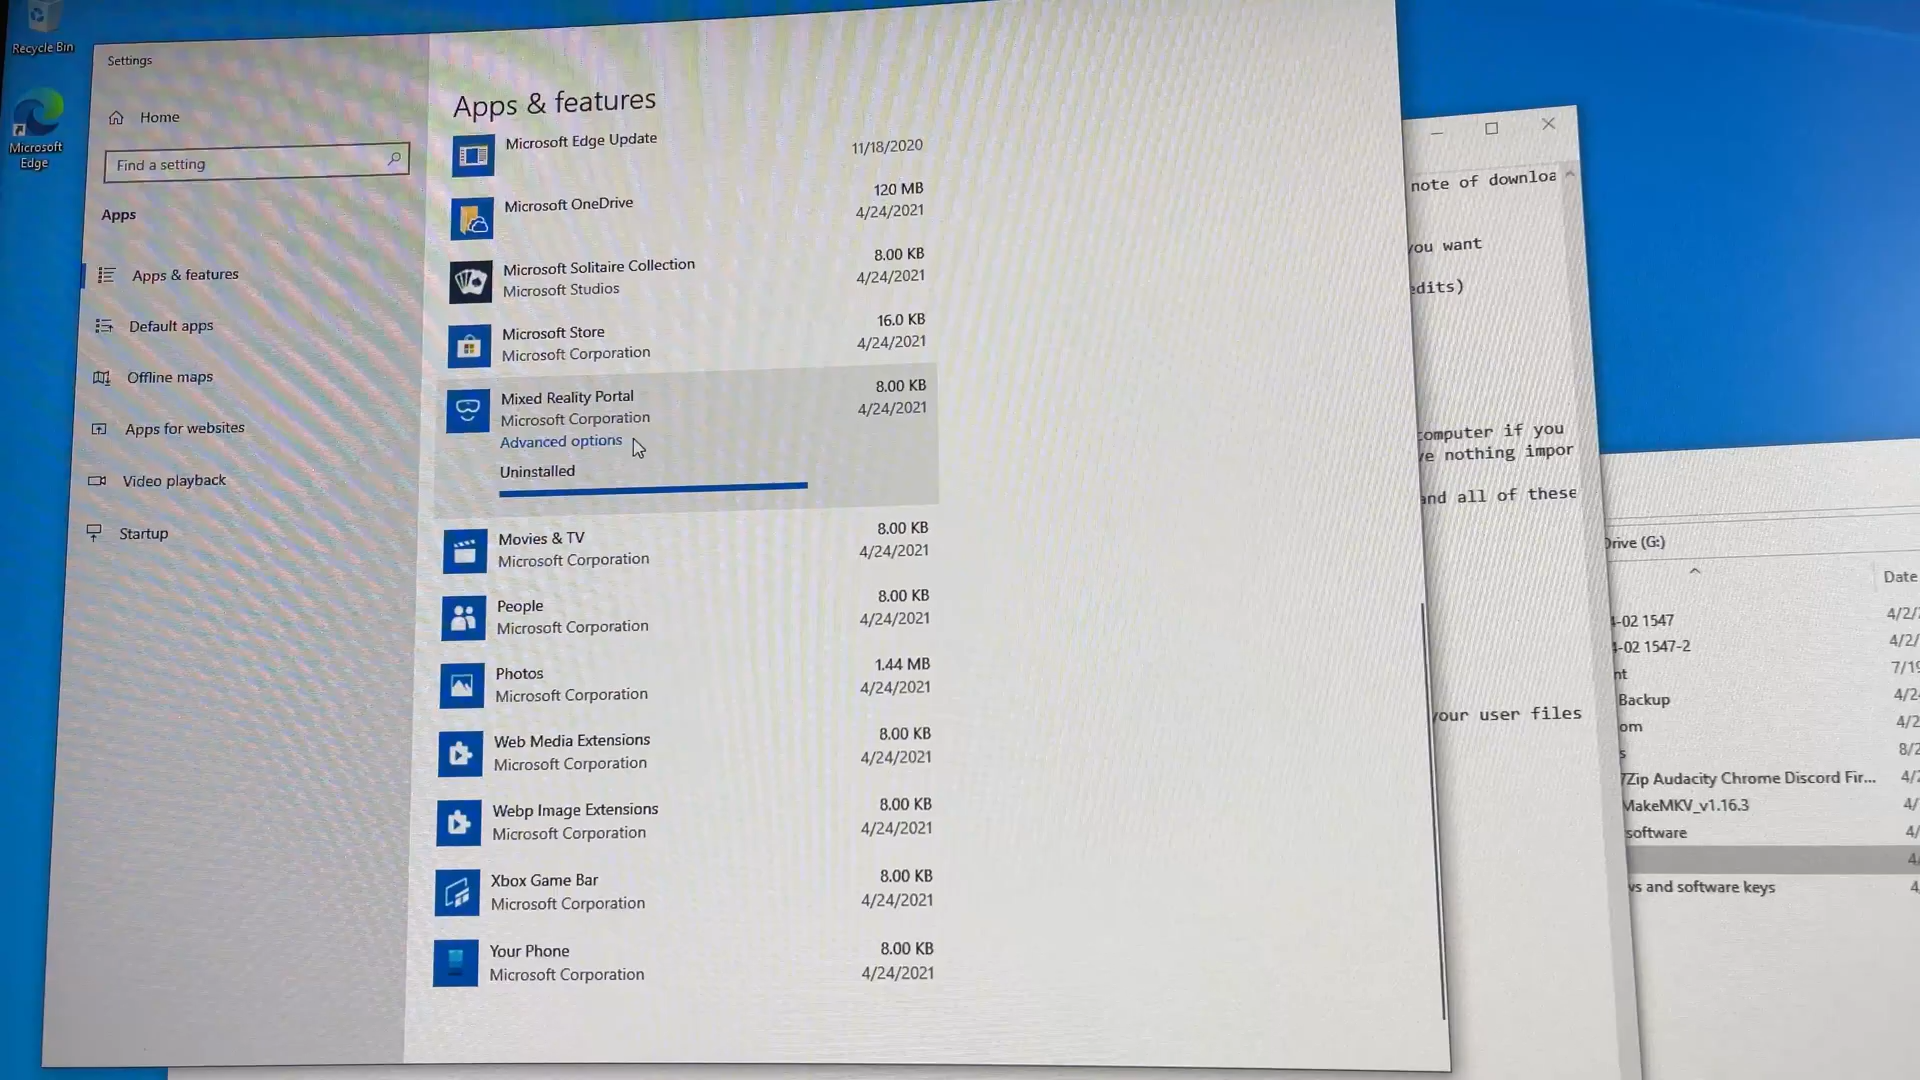 Recycle Bin
Microsoft
Edge
Settings
Home
Find a setting
Apps
Apps & features
Default apps
Offline maps
Apps for websites
Video playback
Startup
Apps & features
Microsoft Edge Update
11/18/2020
Microsoft OneDrive
120 MB
4/24/2021
Microsoft Solitaire Collection
Microsoft Studios
8.00 KB
4/24/2021
Microsoft Store
Microsoft Corporation
16.0 KB
4/24/2021
Mixed Reality Portal
Microsoft Corporation
Advanced options
Uninstalled
8.00 KB
4/24/2021
Movies & TV
Microsoft Corporation
8.00 KB
4/24/2021
People
Microsoft Corporation
8.00 KB
4/24/2021
Photos
Microsoft Corporation
1.44 MB
4/24/2021
Web Media Extensions
Microsoft Corporation
8.00 KB
4/24/2021
Webp Image Extensions
Microsoft Corporation
8.00 KB
4/24/2021
Xbox Game Bar
Microsoft Corporation
8.00 KB
4/24/2021
Your Phone
Microsoft Corporation
8.00 KB
4/24/2021
note of downloa
you want
edits)
computer if you
ve nothing impor
and all of these
your user files
Drive (G:)
Date
4-02 1547
4/2/
4-02 1547-2
4/2/
nt
7/19
Backup
4/2
om
4/2
s
8/2
7Zip Audacity Chrome Discord Fir...
4/2
MakeMKV_v1.16.3
4/
software
4/
4/
ws and software keys
4